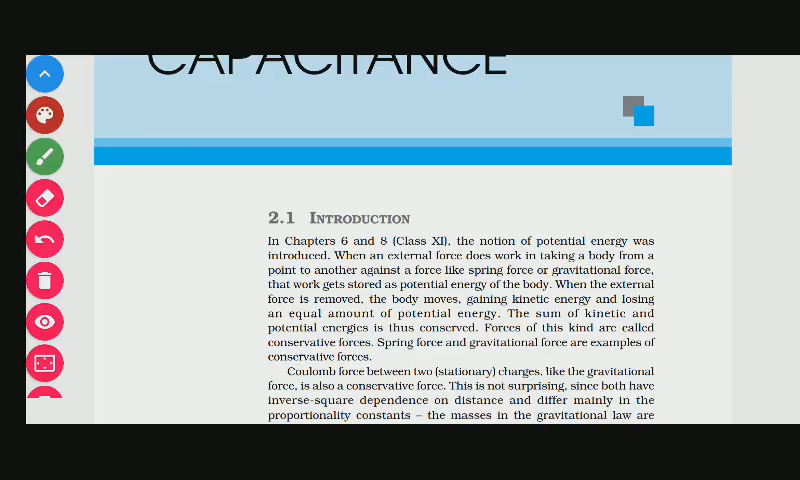 CAPACITANCE
2.1 INTRODUCTION
In Chapters 6 and 8 (Class XI), the notion of potential energy was
introduced. When an external force does work in taking a body from a
point to another against a force like spring force or gravitational force,
that work gets stored as potential energy of the body. When the external
force is removed, the body moves, gaining kinetic energy and losing
an equal amount of potential energy. The sum of kinetic and
potential energies is thus conserved. Forces of this kind are called
conservative forces. Spring force and gravitational force are examples of
conservative forces.
Coulomb force between two (stationary) charges, like the gravitational
force, is also a conservative force. This is not surprising, since both have
inverse-square dependence on distance and differ mainly in the
proportionality constants – the masses in the gravitational law are